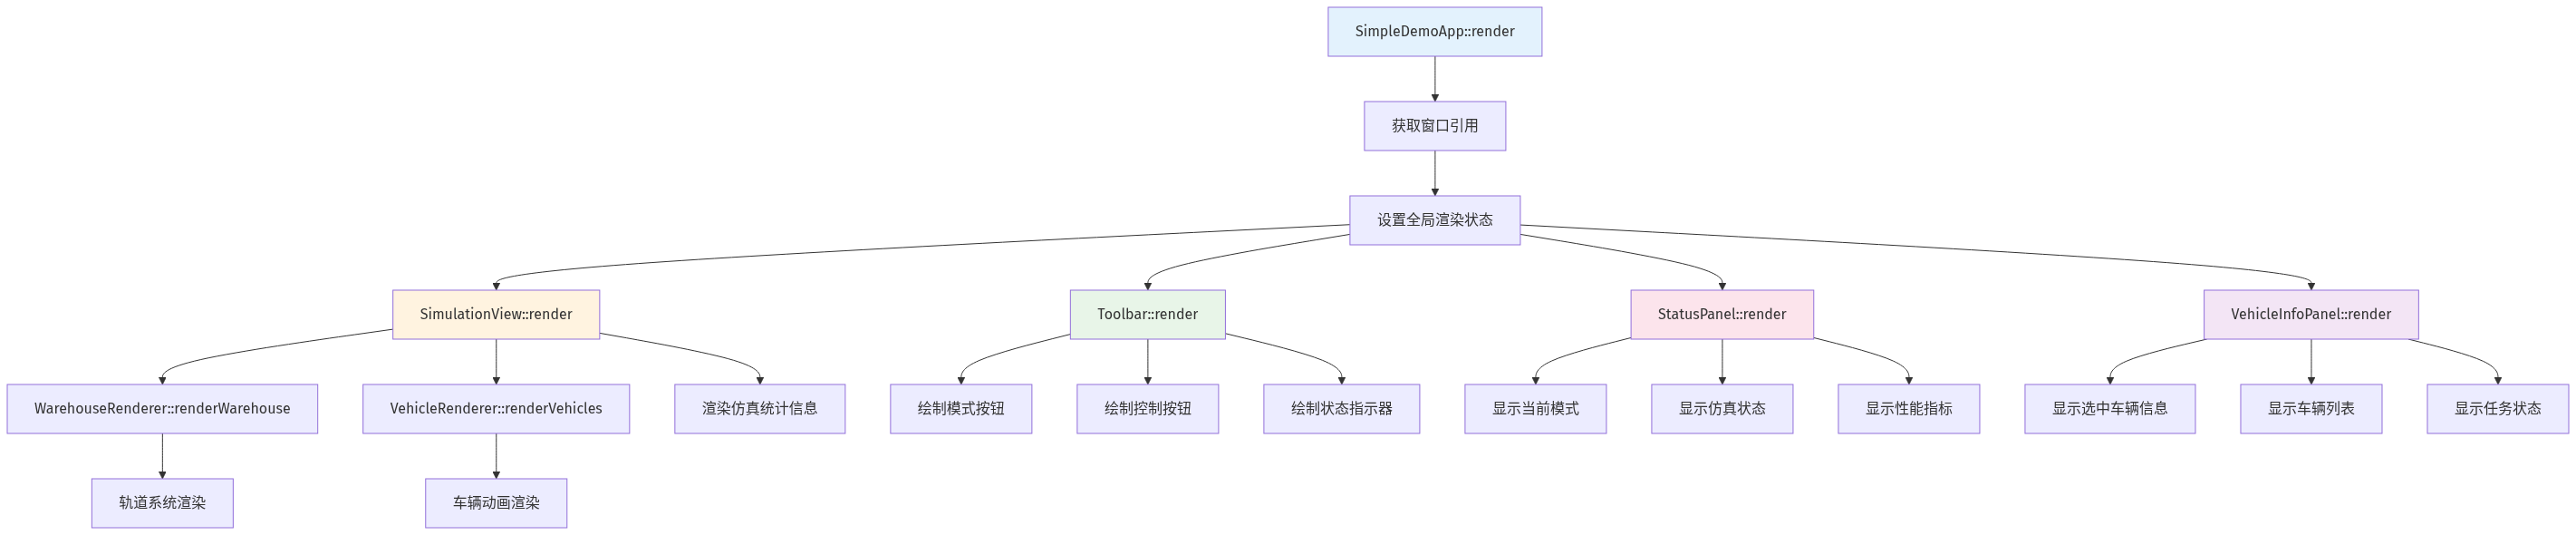 SimpleDemoApp::render
获取窗口引用
设置全局渲染状态
SimulationView::render
Toolbar::render
StatusPanel::render
VehicleInfoPanel::render
WarehouseRenderer::renderWarehouse
VehicleRenderer::renderVehicles
渲染仿真统计信息
绘制模式按钮
绘制控制按钮
绘制状态指示器
显示当前模式
显示仿真状态
显示性能指标
显示选中车辆信息
显示车辆列表
显示任务状态
轨道系统渲染
车辆动画渲染